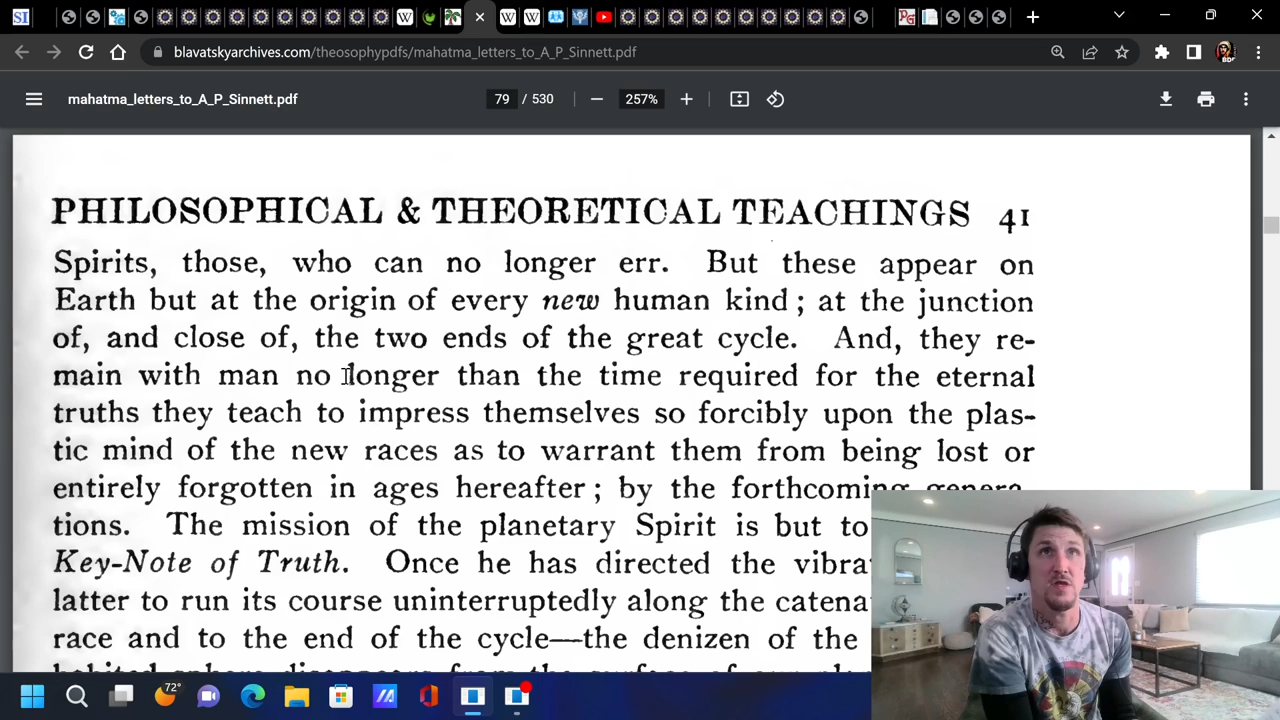 blavatskyarchives.com/theosophypdfs/mahatma_letters_to_A_P_Sinnett.pdf
mahatma_letters_to_A_P_Sinnett.pdf
79 / 530
257%
PHILOSOPHICAL & THEORETICAL TEACHINGS 41
Spirits, those, who can no longer err. But these appear on
Earth but at the origin of every new human kind ; at the junction
of, and close of, the two ends of the great cycle. And, they re-
main with man no longer than the time required for the eternal
truths they teach to impress themselves so forcibly upon the plas-
tic mind of the new races as to warrant them from being lost or
entirely forgotten in ages hereafter ; by the forthcoming genera-
tions. The mission of the planetary Spirit is but to
Key-Note of Truth. Once he has directed the vibra
latter to run its course uninterruptedly along the catena
race and to the end of the cycle—the denizen of the
72°